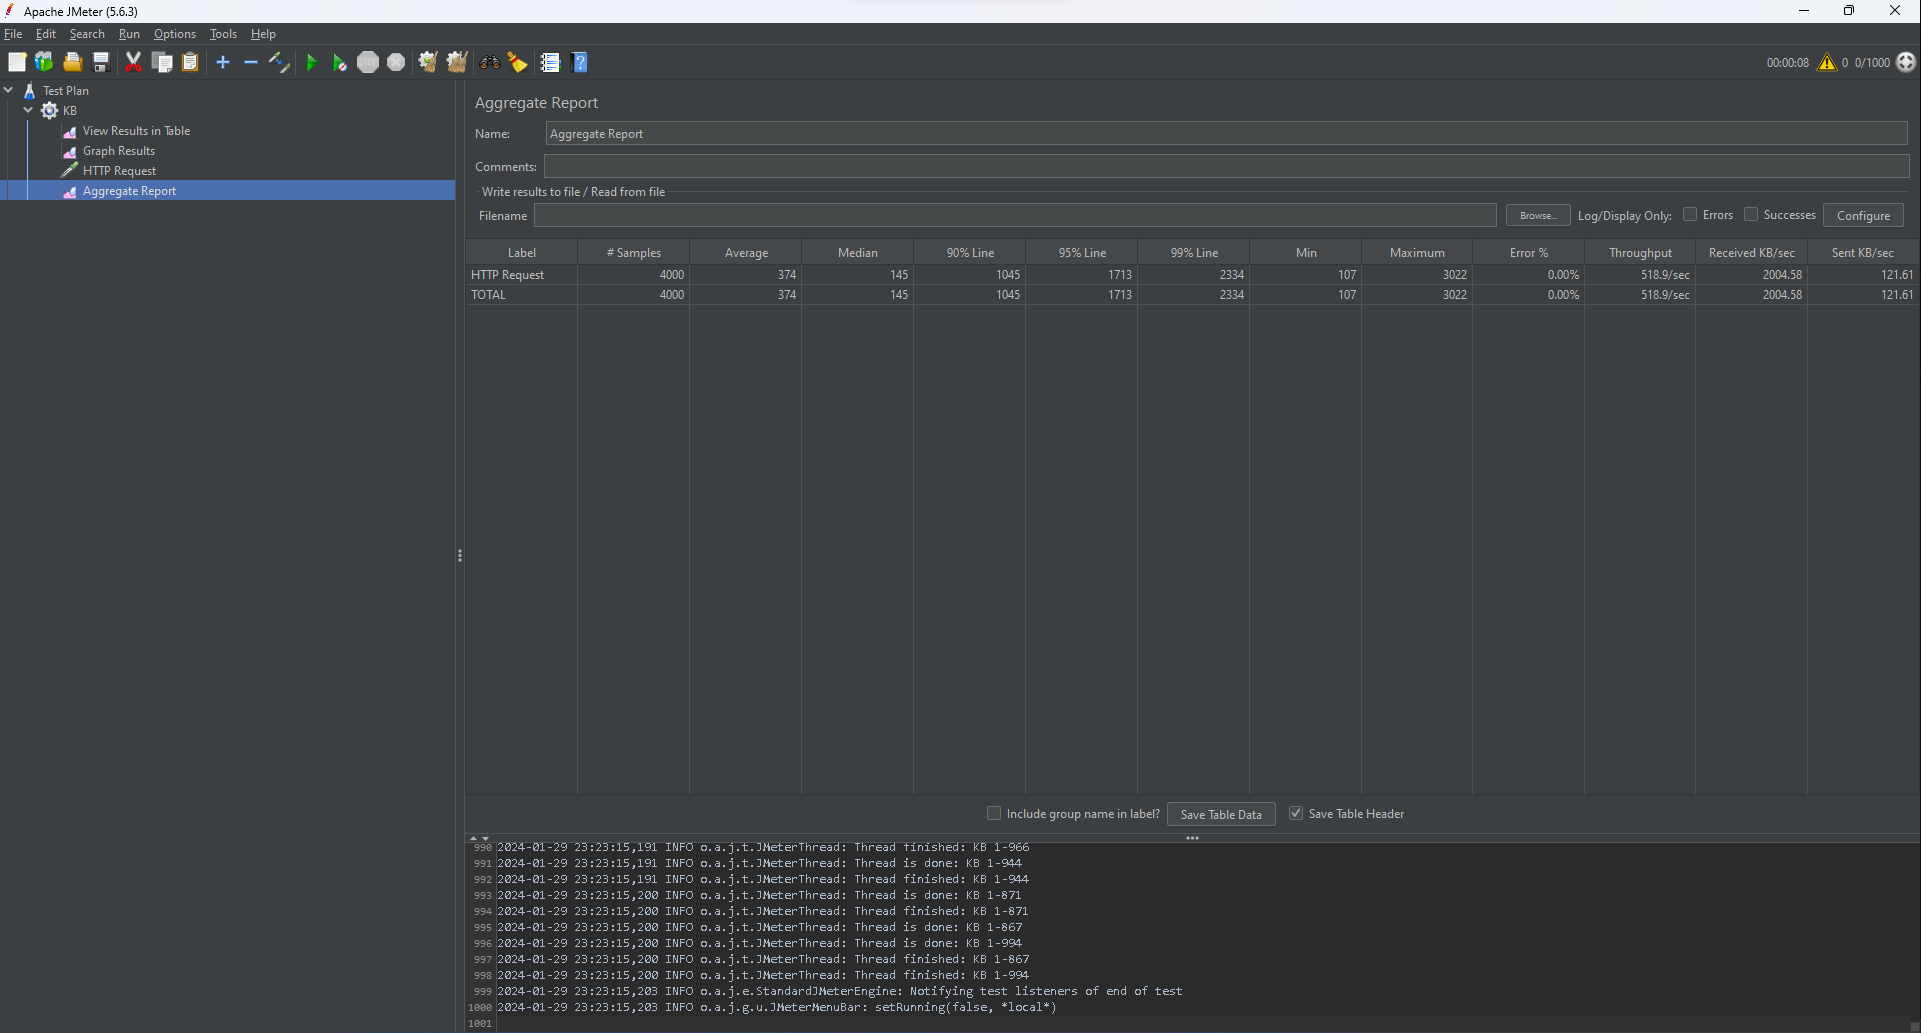 Apache JMeter (5.6.3)
File Edit Search Run Options Tools Help
00:00:08 0 0/1000
Test Plan
KB
View Results in Table
Graph Results
HTTP Request
Aggregate Report
Aggregate Report
Name: Aggregate Report
Comments:
Write results to file / Read from file
Filename Browse... Log/Display Only: Errors Successes Configure
Label # Samples Average Median 90% Line 95% Line 99% Line Min Maximum Error % Throughput Received KB/sec Sent KB/sec
HTTP Request 4000 374 145 1045 1713 2334 107 3022 0.00% 518.9/sec 2004.58 121.61
TOTAL 4000 374 145 1045 1713 2334 107 3022 0.00% 518.9/sec 2004.58 121.61
Include group name in label? Save Table Data Save Table Header
990 2024-01-29 23:23:15,191 INFO o.a.j.t.JMeterThread: Thread finished: KB 1-966
991 2024-01-29 23:23:15,191 INFO o.a.j.t.JMeterThread: Thread is done: KB 1-944
992 2024-01-29 23:23:15,191 INFO o.a.j.t.JMeterThread: Thread finished: KB 1-944
993 2024-01-29 23:23:15,200 INFO o.a.j.t.JMeterThread: Thread is done: KB 1-871
994 2024-01-29 23:23:15,200 INFO o.a.j.t.JMeterThread: Thread finished: KB 1-871
995 2024-01-29 23:23:15,200 INFO o.a.j.t.JMeterThread: Thread is done: KB 1-867
996 2024-01-29 23:23:15,200 INFO o.a.j.t.JMeterThread: Thread is done: KB 1-994
997 2024-01-29 23:23:15,200 INFO o.a.j.t.JMeterThread: Thread finished: KB 1-867
998 2024-01-29 23:23:15,200 INFO o.a.j.t.JMeterThread: Thread finished: KB 1-994
999 2024-01-29 23:23:15,203 INFO o.a.j.e.StandardJMeterEngine: Notifying test listeners of end of test
1000 2024-01-29 23:23:15,203 INFO o.a.j.g.u.JMeterMenuBar: setRunning(false, *local*)
1001